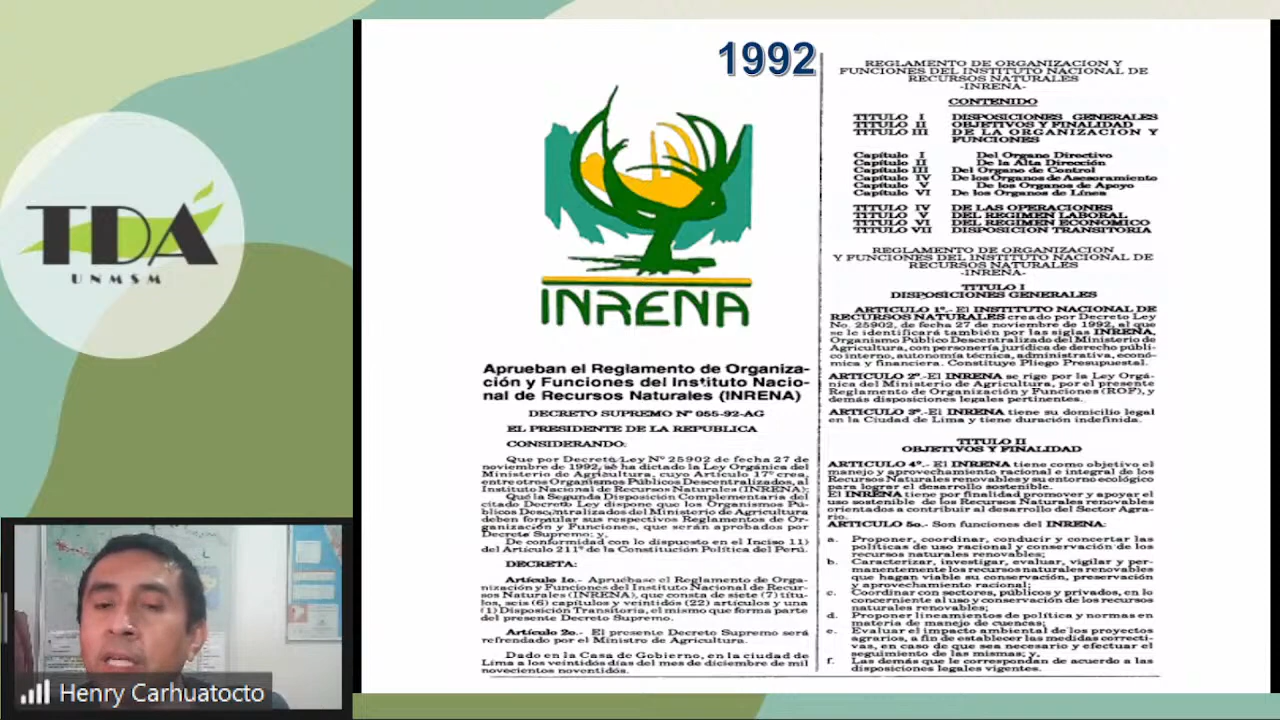 TDA
UNMSM
Henry Carhuatocto
1992
INRENA
Aprueban el Reglamento de Organiza-
ción y Funciones del Instituto Nacio-
nal de Recursos Naturales (INRENA)
DECRETO SUPREMO Nº 055-92-AG
EL PRESIDENTE DE LA REPUBLICA
CONSIDERANDO:
Que por Decreto Ley Nº 25902 de fecha 27 de
noviembre de 1992, se ha dictado la Ley Orgánica del
Ministerio de Agricultura, cuyo Artículo 17º crea,
entre otros Organismos Públicos Descentralizados, al
Instituto Nacional de Recursos Naturales (INRENA);
Que la Segunda Disposición Complementaria del
citado Decreto Ley dispone que los Organismos Pú-
blicos Descentralizados del Ministerio de Agricultura
deben formular sus respectivos Reglamentos de Or-
ganización y Funciones, que serán aprobados por
Decreto Supremo; y,
De conformidad con lo dispuesto en el Inciso 11)
del Artículo 211º de la Constitución Política del Perú.
DECRETA:
Artículo 1o.- Apruébase el Reglamento de Orga-
nización y Funciones del Instituto Nacional de Recur-
sos Naturales (INRENA), que consta de siete (7) títu-
los, seis (6) capítulos y veintidós (22) artículos y una
(1) Disposición Transitoria, el mismo que forma parte
del presente Decreto Supremo.
Artículo 2o.- El presente Decreto Supremo será
refrendado por el Ministro de Agricultura.
Dado en la Casa de Gobierno, en la ciudad de
Lima a los veintidós días del mes de diciembre de mil
novecientos noventidós.
REGLAMENTO DE ORGANIZACION Y
FUNCIONES DEL INSTITUTO NACIONAL DE
RECURSOS NATURALES
-INRENA-
CONTENIDO
TITULO I DISPOSICIONES GENERALES
TITULO II OBJETIVOS Y FINALIDAD
TITULO III DE LA ORGANIZACION Y
FUNCIONES
Capítulo I Del Organo Directivo
Capítulo II De la Alta Dirección
Capítulo III Del Organo de Control
Capítulo IV De los Organos de Asesoramiento
Capítulo V De los Organos de Apoyo
Capítulo VI De los Organos de Línea
TITULO IV DE LAS OPERACIONES
TITULO V DEL REGIMEN LABORAL
TITULO VI DEL REGIMEN ECONOMICO
TITULO VII DISPOSICION TRANSITORIA
REGLAMENTO DE ORGANIZACION
Y FUNCIONES DEL INSTITUTO NACIONAL DE
RECURSOS NATURALES
-INRENA-
TITULO I
DISPOSICIONES GENERALES
ARTICULO 1º.- El INSTITUTO NACIONAL DE
RECURSOS NATURALES creado por Decreto Ley
No. 25902, de fecha 27 de noviembre de 1992, al que
se le identificará también por las siglas INRENA,
Organismo Público Descentralizado del Ministerio de
Agricultura, con personería jurídica de derecho públi-
co interno, autonomía técnica, administrativa, econó-
mica y financiera. Constituye Pliego Presupuestal.
ARTICULO 2º.-El INRENA se rige por la Ley Orgá-
nica del Ministerio de Agricultura, por el presente
Reglamento de Organización y Funciones (ROF), y
demás disposiciones legales pertinentes.
ARTICULO 3º.-El INRENA tiene su domicilio legal
en la Ciudad de Lima y tiene duración indefinida.
TITULO II
OBJETIVOS Y FINALIDAD
ARTICULO 4º.- El INRENA tiene como objetivo el
manejo y aprovechamiento racional e integral de los
Recursos Naturales renovables y su entorno ecológico
para lograr el desarrollo sostenible.
El INRENA tiene por finalidad promover y apoyar el
uso sostenible de los Recursos Naturales renovables
orientados a contribuir al desarrollo del Sector Agra-
rio.
ARTICULO 5o.- Son funciones del INRENA:
a. Proponer, coordinar, conducir y concertar las
políticas de uso racional y conservación de los
recursos naturales renovables;
b. Caracterizar, investigar, evaluar, vigilar y per-
manentemente los recursos naturales renovables
que hagan viable su conservación, preservación
y aprovechamiento racional;
c. Coordinar con sectores, públicos y privados, en lo
concerniente al uso y conservación de los recursos
naturales renovables;
d. Proponer lineamientos de política y normas en
materia de manejo de cuencas;
e. Evaluar el impacto ambiental de los proyectos
agrarios, a fin de establecer las medidas correcti-
vas, en caso de que sea necesario y efectuar el
seguimiento de las mismas; y,
f. Las demás que le correspondan de acuerdo a las
disposiciones legales vigentes.